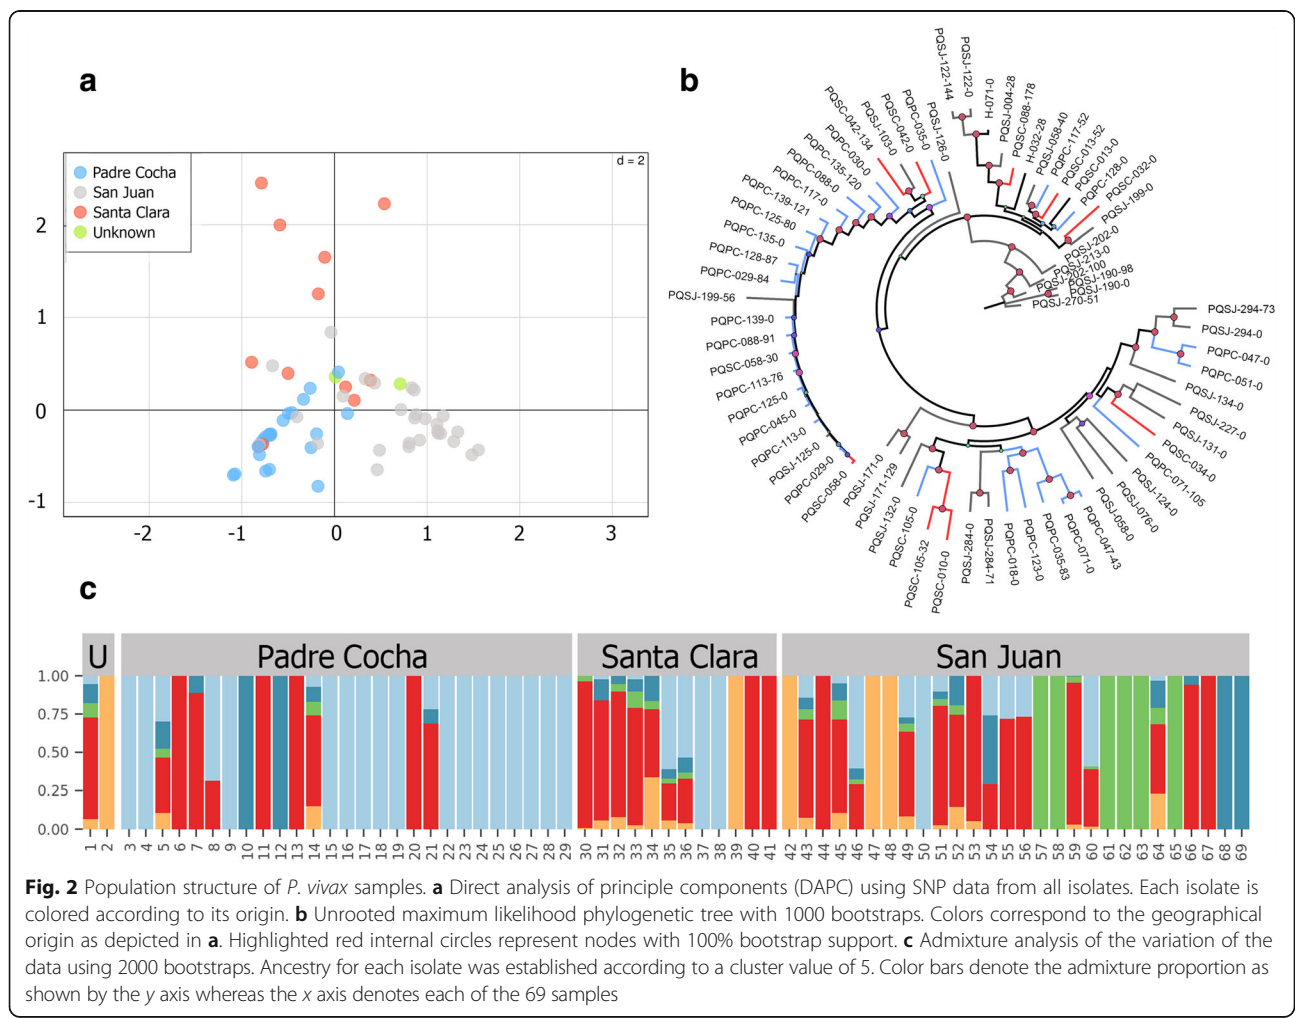 a
d = 2
Padre Cocha
San Juan
Santa Clara
Unknown
2
1
0
-1
-2
-1
0
1
2
3
b
PQSJ-122-144
PQSJ-122-0
H-071-0
PQSJ-004-28
PQSC-088-178
H-032-28
PQSJ-058-40
PQPC-117-52
PQSC-013-52
PQSC-013-0
PQPC-128-0
PQSC-032-0
PQSJ-199-0
PQSJ-202-0
PQSJ-213-0
PQSJ-202-100
PQSJ-190-98
PQSJ-190-0
PQSJ-270-51
PQSJ-294-73
PQSJ-294-0
PQPC-047-0
PQPC-051-0
PQSJ-134-0
PQSJ-227-0
PQSJ-131-0
PQSC-034-0
PQPC-071-105
PQSJ-124-0
PQSJ-076-0
PQSJ-058-0
PQPC-047-43
PQPC-071-0
PQPC-035-83
PQPC-123-0
PQPC-018-0
PQSJ-284-71
PQSJ-284-0
PQSC-010-0
PQSC-105-32
PQSC-105-0
PQSJ-132-0
PQSJ-171-129
PQSJ-171-0
PQSC-058-0
PQPC-029-0
PQSJ-125-0
PQPC-113-0
PQPC-045-0
PQPC-125-0
PQPC-113-76
PQSC-058-30
PQPC-088-91
PQPC-139-0
PQSJ-199-56
PQPC-029-84
PQPC-128-87
PQPC-135-0
PQPC-125-80
PQPC-139-121
PQPC-117-0
PQPC-088-0
PQPC-135-120
PQPC-030-0
PQSC-042-134
PQSJ-103-0
PQSC-042-0
PQPC-035-0
PQSJ-126-0
c
U Padre Cocha Santa Clara San Juan
1.00
0.75
0.50
0.25
0.00
1 2 3 4 5 6 7 8 9 10 11 12 13 14 15 16 17 18 19 20 21 22 23 24 25 26 27 28 29 30 31 32 33 34 35 36 37 38 39 40 41 42 43 44 45 46 47 48 49 50 51 52 53 54 55 56 57 58 59 60 61 62 63 64 65 66 67 68 69
Fig. 2 Population structure of P. vivax samples. a Direct analysis of principle components (DAPC) using SNP data from all isolates. Each isolate is
colored according to its origin. b Unrooted maximum likelihood phylogenetic tree with 1000 bootstraps. Colors correspond to the geographical
origin as depicted in a. Highlighted red internal circles represent nodes with 100% bootstrap support. c Admixture analysis of the variation of the
data using 2000 bootstraps. Ancestry for each isolate was established according to a cluster value of 5. Color bars denote the admixture proportion as
shown by the y axis whereas the x axis denotes each of the 69 samples